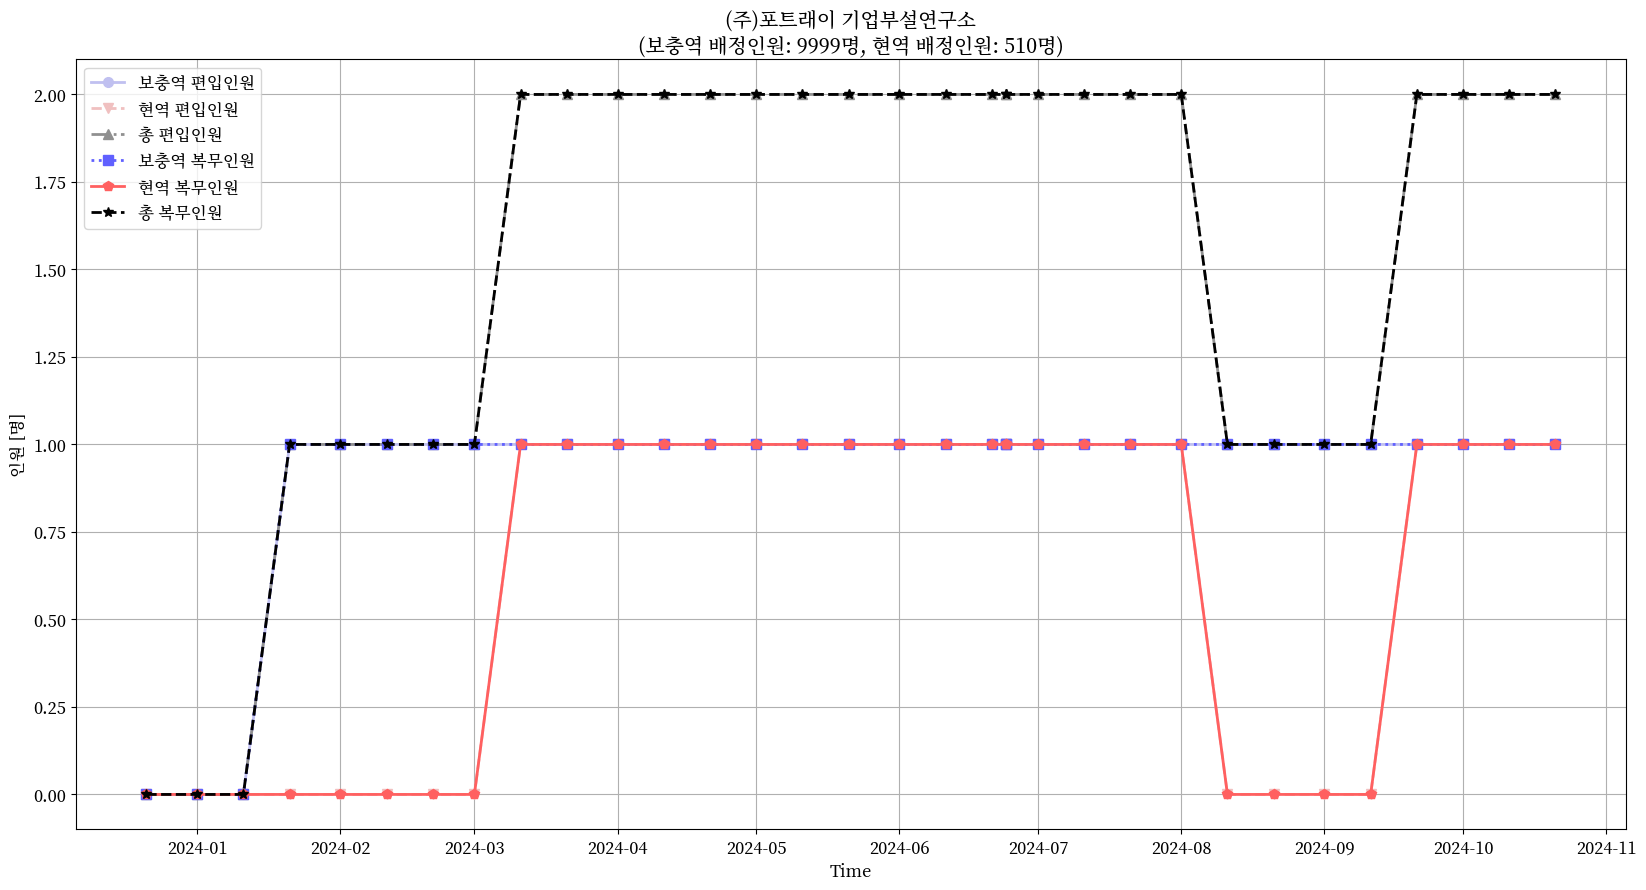 (주)포트래이 기업부설연구소
(보충역 배정인원: 9999명, 현역 배정인원: 510명)
보충역 편입인원
현역 편입인원
총 편입인원
보충역 복무인원
현역 복무인원
총 복무인원
2.00
1.75
1.50
1.25
1.00
0.75
0.50
0.25
0.00
인원 [명]
2024-01 2024-02 2024-03 2024-04 2024-05 2024-06 2024-07 2024-08 2024-09 2024-10 2024-11
Time